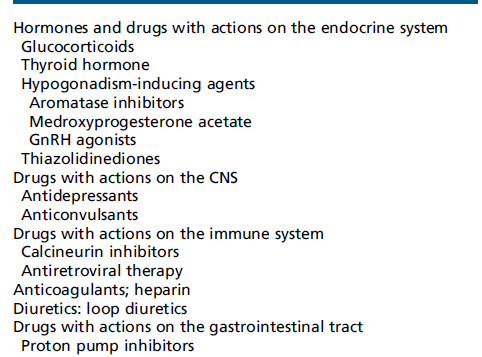 Hormones and drugs with actions on the endocrine system
Glucocorticoids
Thyroid hormone
Hypogonadism-inducing agents
Aromatase inhibitors
Medroxyprogesterone acetate
GnRH agonists
Thiazolidinediones
Drugs with actions on the CNS
Antidepressants
Anticonvulsants
Drugs with actions on the immune system
Calcineurin inhibitors
Antiretroviral therapy
Anticoagulants; heparin
Diuretics: loop diuretics
Drugs with actions on the gastrointestinal tract
Proton pump inhibitors